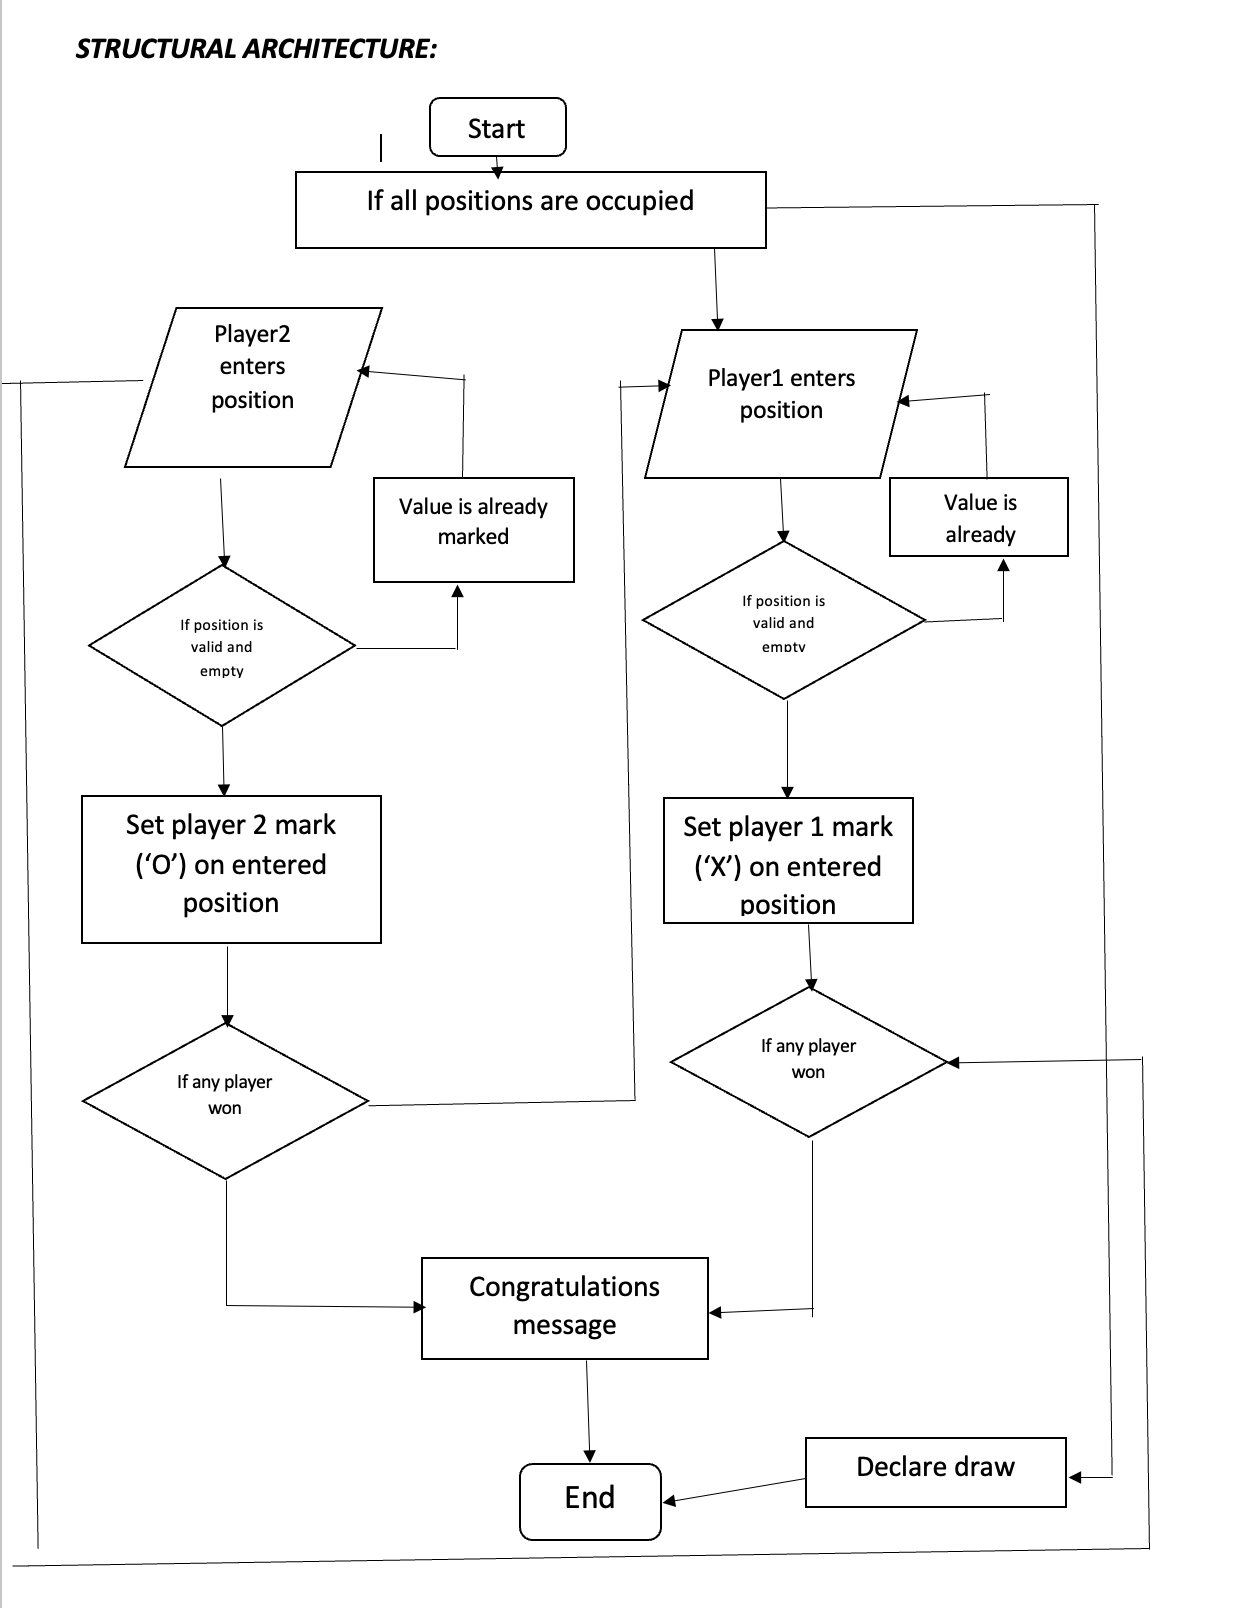 STRUCTURAL ARCHITECTURE:
Start
If all positions are occupied
Player2
enters
position
Player1 enters
position
Value is already
marked
Value is
already
If position is
valid and
empty
If position is
valid and
empty
Set player 2 mark
(‘O’) on entered
position
Set player 1 mark
(‘X’) on entered
position
If any player
won
If any player
won
Congratulations
message
Declare draw
End